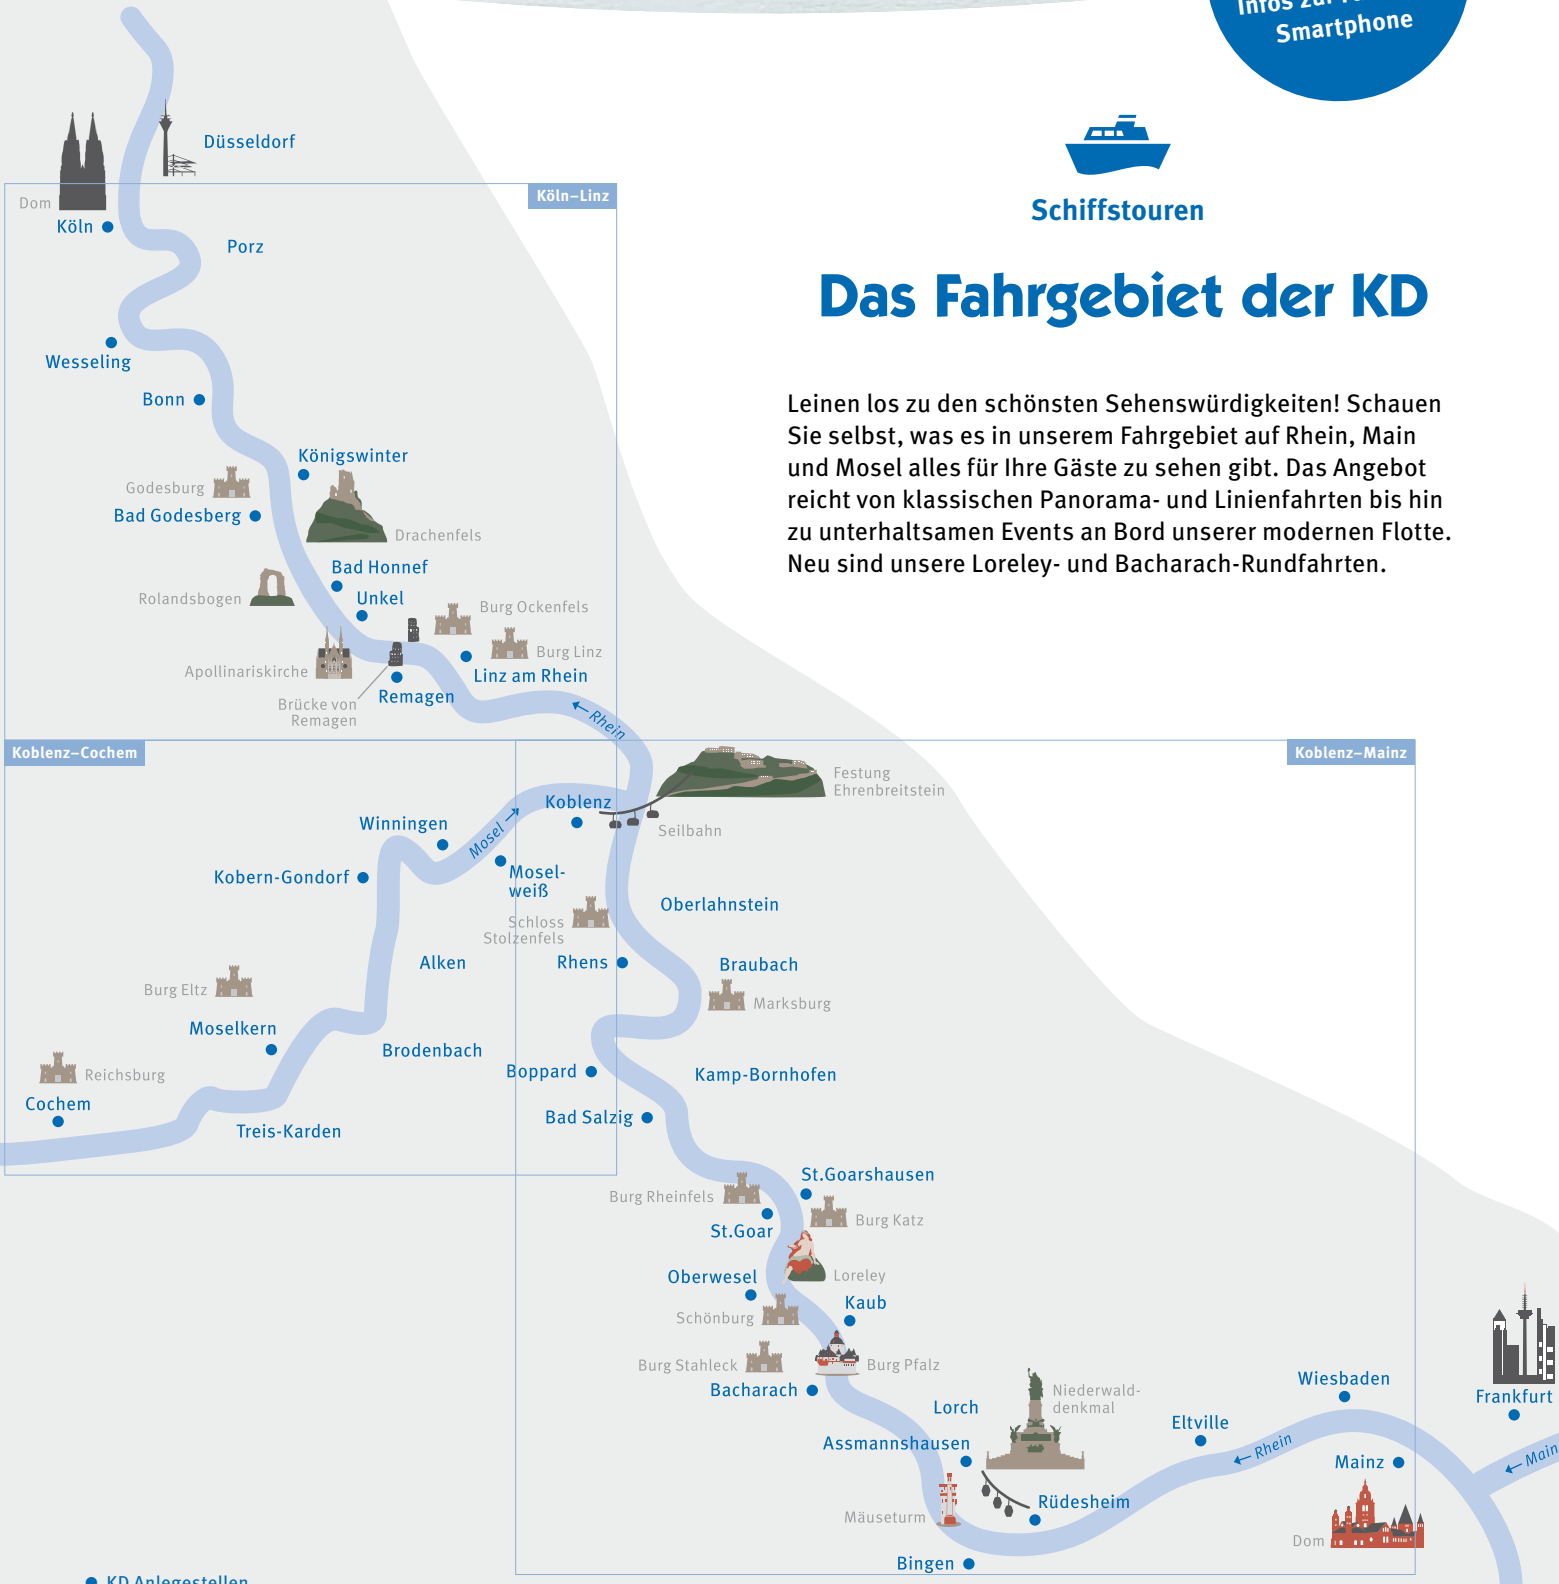 Smartphone
Schiffstouren
Das Fahrgebiet der KD
Leinen los zu den schönsten Sehenswürdigkeiten! Schauen
Sie selbst, was es in unserem Fahrgebiet auf Rhein, Main
und Mosel alles für Ihre Gäste zu sehen gibt. Das Angebot
reicht von klassischen Panorama- und Linienfahrten bis hin
zu unterhaltsamen Events an Bord unserer modernen Flotte.
Neu sind unsere Loreley- und Bacharach-Rundfahrten.
Düsseldorf
Köln–Linz
Dom
Köln
Porz
Wesseling
Bonn
Königswinter
Godesburg
Bad Godesberg
Drachenfels
Bad Honnef
Rolandsbogen
Unkel
Burg Ockenfels
Burg Linz
Apollinariskirche
Linz am Rhein
Remagen
Brücke von
Remagen
← Rhein
Koblenz–Cochem
Koblenz–Mainz
Festung
Ehrenbreitstein
Koblenz
Seilbahn
Winningen
Mosel →
Kobern-Gondorf
Mosel-
weiß
Oberlahnstein
Schloss
Stolzenfels
Alken
Rhens
Braubach
Burg Eltz
Marksburg
Moselkern
Brodenbach
Boppard
Kamp-Bornhofen
Reichsburg
Cochem
Bad Salzig
Treis-Karden
St.Goarshausen
Burg Rheinfels
Burg Katz
St.Goar
Oberwesel
Loreley
Kaub
Schönburg
Burg Stahleck
Burg Pfalz
Bacharach
Niederwald-
denkmal
Lorch
Wiesbaden
Frankfurt
Eltville
Assmannshausen
← Rhein
Mainz
← Main
Rüdesheim
Mäuseturm
Dom
Bingen
KD Anlegestellen